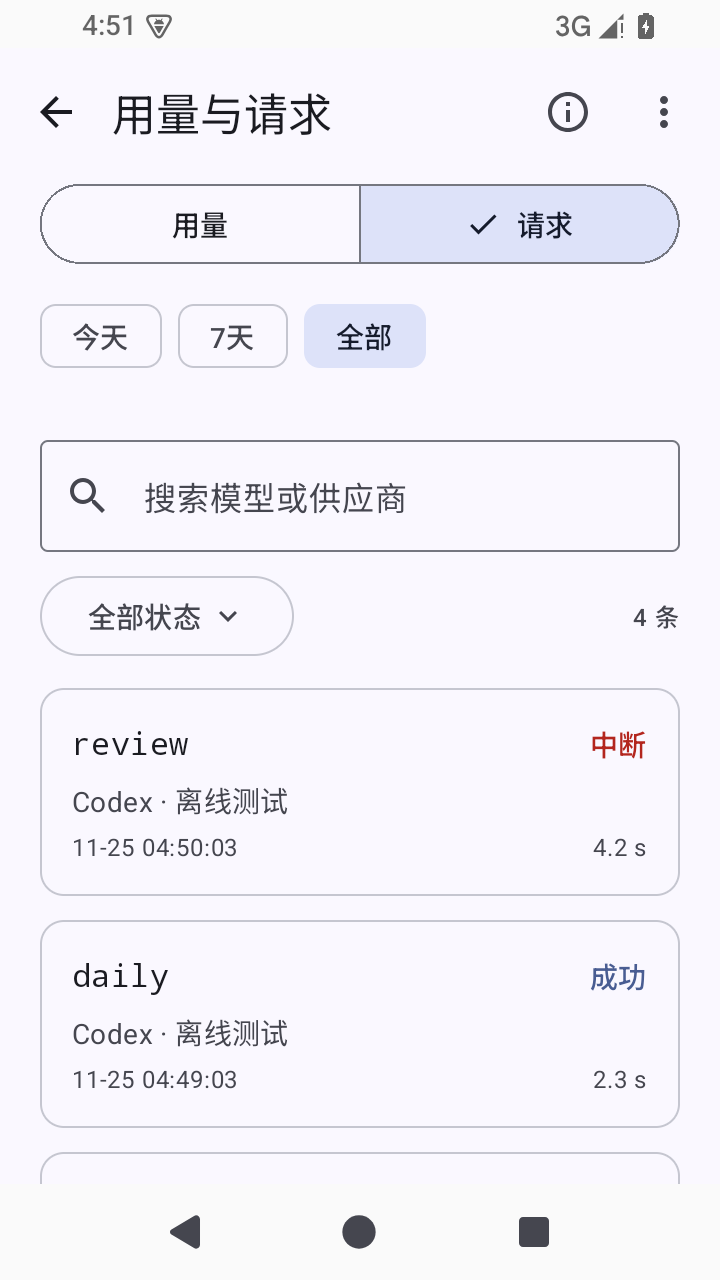 4:51
3G
用量与请求
用量
请求
今天
7天
全部
搜索模型或供应商
全部状态
4 条
review
中断
Codex · 离线测试
11-25 04:50:03
4.2 s
daily
成功
Codex · 离线测试
11-25 04:49:03
2.3 s